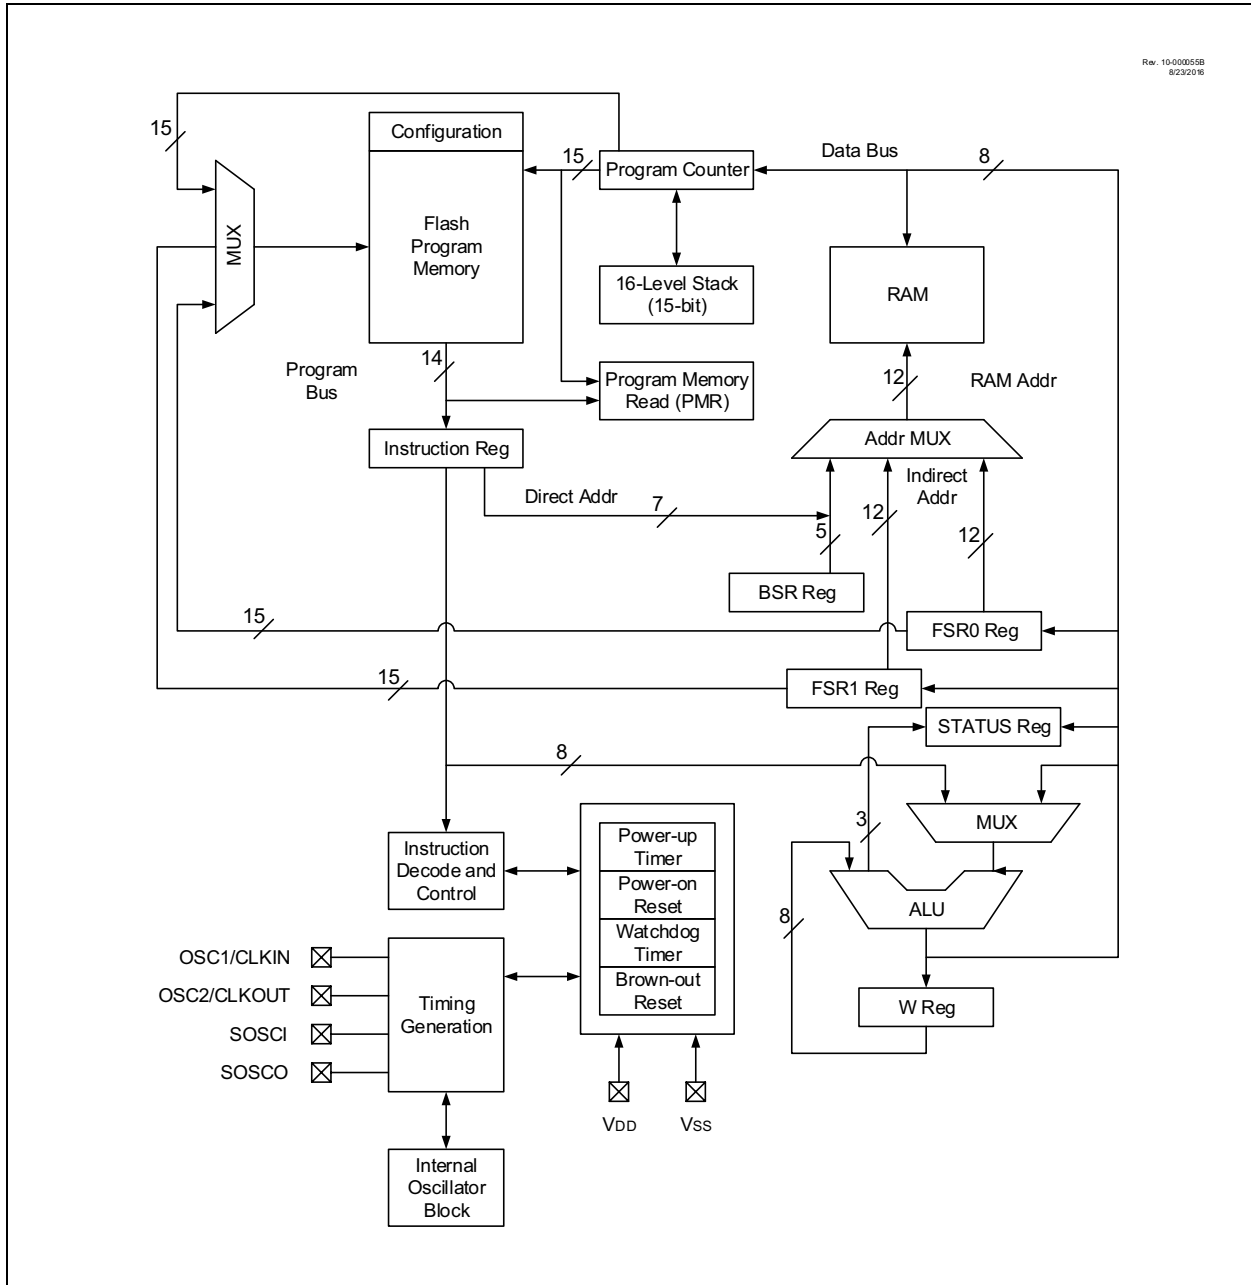 Rev. 10-000055B
8/23/2016
15
Configuration
15
Program Counter
Data Bus
8
MUX
Flash
Program
Memory
16-Level Stack
(15-bit)
RAM
Program
Bus
14
Program Memory
Read (PMR)
12
RAM Addr
Instruction Reg
Addr MUX
Direct Addr
7
Indirect
Addr
12
5
12
BSR Reg
15
FSR0 Reg
15
FSR1 Reg
STATUS Reg
8
3
MUX
Power-up
Timer
Instruction
Decode and
Control
Power-on
Reset
ALU
8
Watchdog
Timer
OSC1/CLKIN
Brown-out
Reset
OSC2/CLKOUT
Timing
Generation
W Reg
SOSCI
SOSCO
VDD
VSS
Internal
Oscillator
Block